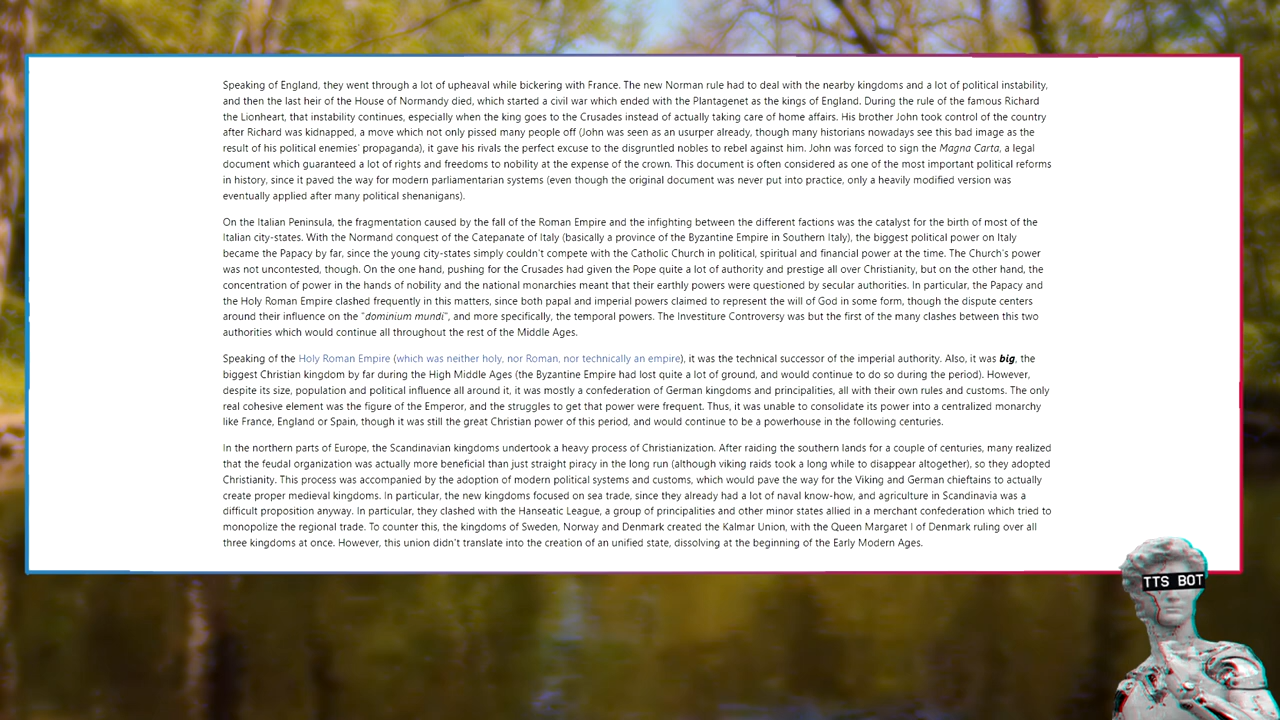 Speaking of England, they went through a lot of upheaval while bickering with France. The new Norman rule had to deal with the nearby kingdoms and a lot of political instability,
and then the last heir of the House of Normandy died, which started a civil war which ended with the Plantagenet as the kings of England. During the rule of the famous Richard
the Lionheart, that instability continues, especially when the king goes to the Crusades instead of actually taking care of home affairs. His brother John took control of the country
after Richard was kidnapped, a move which not only pissed many people off (John was seen as an usurper already, though many historians nowadays see this bad image as the
result of his political enemies' propaganda), it gave his rivals the perfect excuse to the disgruntled nobles to rebel against him. John was forced to sign the Magna Carta, a legal
document which guaranteed a lot of rights and freedoms to nobility at the expense of the crown. This document is often considered as one of the most important political reforms
in history, since it paved the way for modern parliamentarian systems (even though the original document was never put into practice, only a heavily modified version was
eventually applied after many political shenanigans).
On the Italian Peninsula, the fragmentation caused by the fall of the Roman Empire and the infighting between the different factions was the catalyst for the birth of most of the
Italian city-states. With the Normand conquest of the Catepanate of Italy (basically a province of the Byzantine Empire in Southern Italy), the biggest political power on Italy
became the Papacy by far, since the young city-states simply couldn't compete with the Catholic Church in political, spiritual and financial power at the time. The Church's power
was not uncontested, though. On the one hand, pushing for the Crusades had given the Pope quite a lot of authority and prestige all over Christianity, but on the other hand, the
concentration of power in the hands of nobility and the national monarchies meant that their earthly powers were questioned by secular authorities. In particular, the Papacy and
the Holy Roman Empire clashed frequently in this matters, since both papal and imperial powers claimed to represent the will of God in some form, though the dispute centers
around their influence on the "dominium mundi", and more specifically, the temporal powers. The Investiture Controversy was but the first of the many clashes between this two
authorities which would continue all throughout the rest of the Middle Ages.
Speaking of the Holy Roman Empire (which was neither holy, nor Roman, nor technically an empire), it was the technical successor of the imperial authority. Also, it was big, the
biggest Christian kingdom by far during the High Middle Ages (the Byzantine Empire had lost quite a lot of ground, and would continue to do so during the period). However,
despite its size, population and political influence all around it, it was mostly a confederation of German kingdoms and principalities, all with their own rules and customs. The only
real cohesive element was the figure of the Emperor, and the struggles to get that power were frequent. Thus, it was unable to consolidate its power into a centralized monarchy
like France, England or Spain, though it was still the great Christian power of this period, and would continue to be a powerhouse in the following centuries.
In the northern parts of Europe, the Scandinavian kingdoms undertook a heavy process of Christianization. After raiding the southern lands for a couple of centuries, many realized
that the feudal organization was actually more beneficial than just straight piracy in the long run (although viking raids took a long while to disappear altogether), so they adopted
Christianity. This process was accompanied by the adoption of modern political systems and customs, which would pave the way for the Viking and German chieftains to actually
create proper medieval kingdoms. In particular, the new kingdoms focused on sea trade, since they already had a lot of naval know-how, and agriculture in Scandinavia was a
difficult proposition anyway. In particular, they clashed with the Hanseatic League, a group of principalities and other minor states allied in a merchant confederation which tried to
monopolize the regional trade. To counter this, the kingdoms of Sweden, Norway and Denmark created the Kalmar Union, with the Queen Margaret I of Denmark ruling over all
three kingdoms at once. However, this union didn't translate into the creation of an unified state, dissolving at the beginning of the Early Modern Ages.
TTS BOT